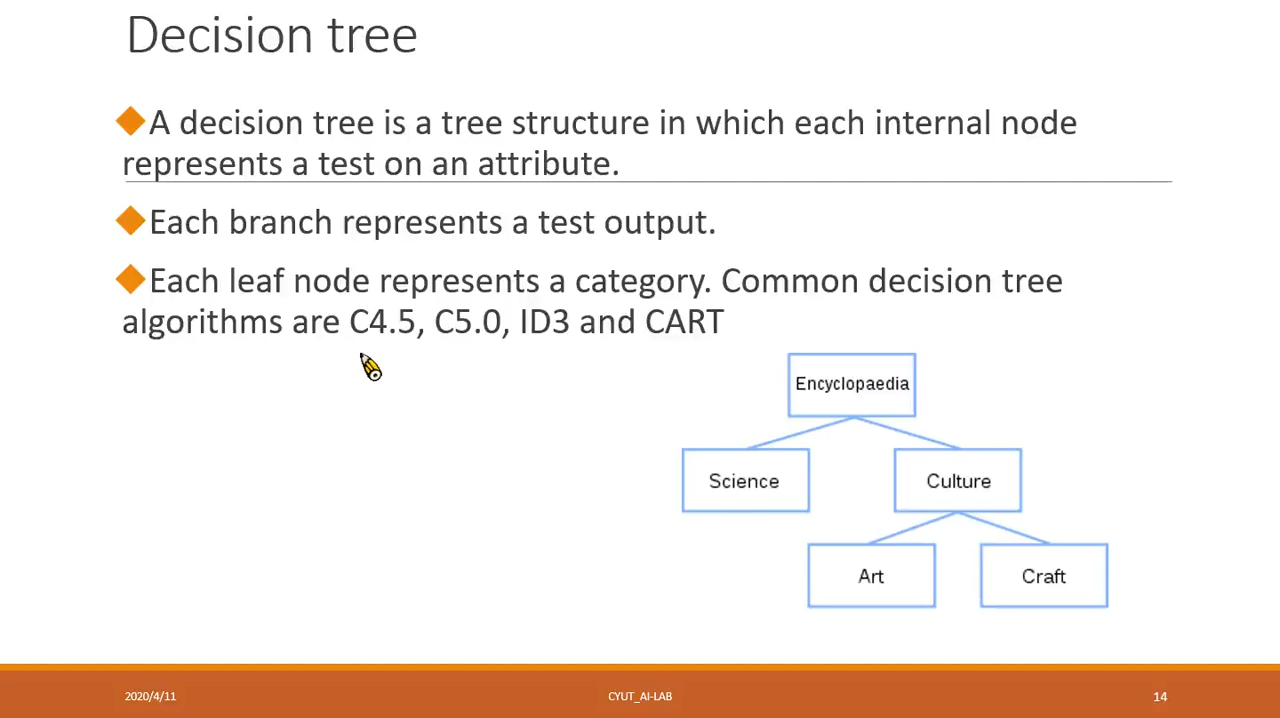 Decision tree
A decision tree is a tree structure in which each internal node
represents a test on an attribute.
Each branch represents a test output.
Each leaf node represents a category. Common decision tree
algorithms are C4.5, C5.0, ID3 and CART
Encyclopaedia
Science
Culture
Art
Craft
2020/4/11
CYUT_AI-LAB
14